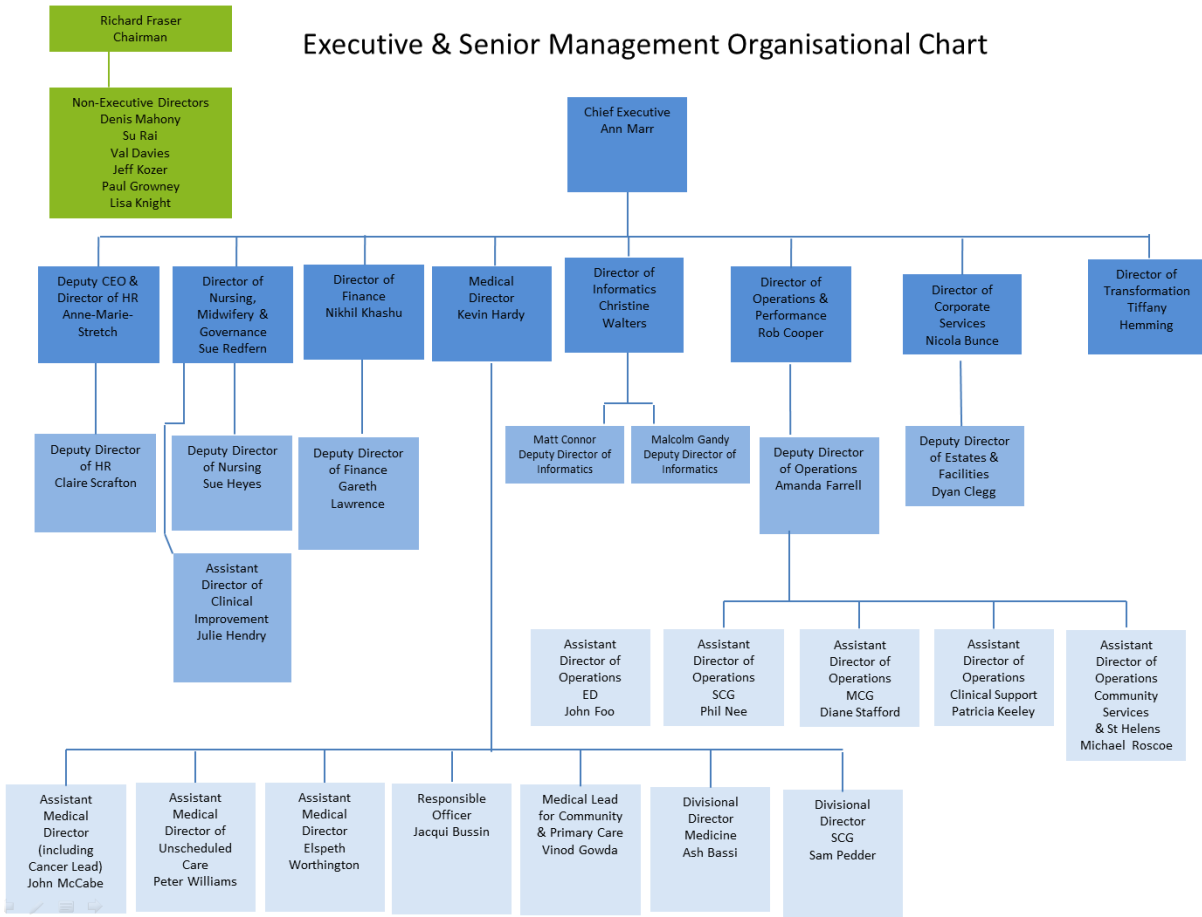 Richard Fraser
Chairman
Executive & Senior Management Organisational Chart
Non-Executive Directors
Denis Mahony
Su Rai
Val Davies
Jeff Kozer
Paul Growney
Lisa Knight
Chief Executive
Ann Marr
Deputy CEO &
Director of HR
Anne-Marie-
Stretch
Director of
Nursing,
Midwifery &
Governance
Sue Redfern
Director of
Finance
Nikhil Khashu
Medical
Director
Kevin Hardy
Director of
Informatics
Christine
Walters
Director of
Operations &
Performance
Rob Cooper
Director of
Corporate
Services
Nicola Bunce
Director of
Transformation
Tiffany
Hemming
Deputy Director
of HR
Claire Scrafton
Deputy Director
of Nursing
Sue Heyes
Deputy Director
of Finance
Gareth
Lawrence
Matt Connor
Deputy Director of
Informatics
Malcolm Gandy
Deputy Director of
Informatics
Deputy Director
of Operations
Amanda Farrell
Deputy Director
of Estates &
Facilities
Dyan Clegg
Assistant
Director of
Clinical
Improvement
Julie Hendry
Assistant
Director of
Operations
ED
John Foo
Assistant
Director of
Operations
SCG
Phil Nee
Assistant
Director of
Operations
MCG
Diane Stafford
Assistant
Director of
Operations
Clinical Support
Patricia Keeley
Assistant
Director of
Operations
Community
Services
& St Helens
Michael Roscoe
Assistant
Medical
Director
(including
Cancer Lead)
John McCabe
Assistant
Medical
Director of
Unscheduled
Care
Peter Williams
Assistant
Medical
Director
Elspeth
Worthington
Responsible
Officer
Jacqui Bussin
Medical Lead
for Community
& Primary Care
Vinod Gowda
Divisional
Director
Medicine
Ash Bassi
Divisional
Director
SCG
Sam Pedder